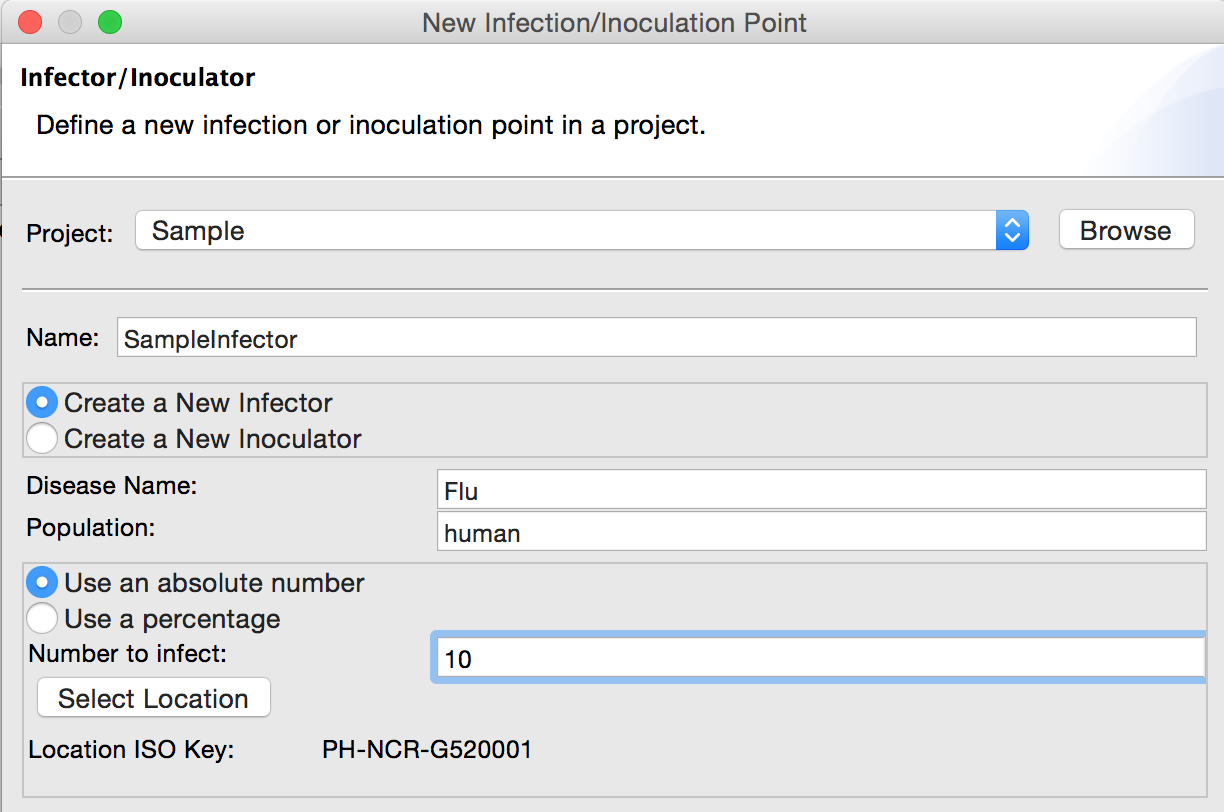 New Infection/Inoculation Point
Infector/Inoculator
Define a new infection or inoculation point in a project.
Project: Sample Browse
Name: SampleInfector
Create a New Infector
Create a New Inoculator
Disease Name: Flu
Population: human
Use an absolute number
Use a percentage
Number to infect: 10
Select Location
Location ISO Key: PH-NCR-G520001